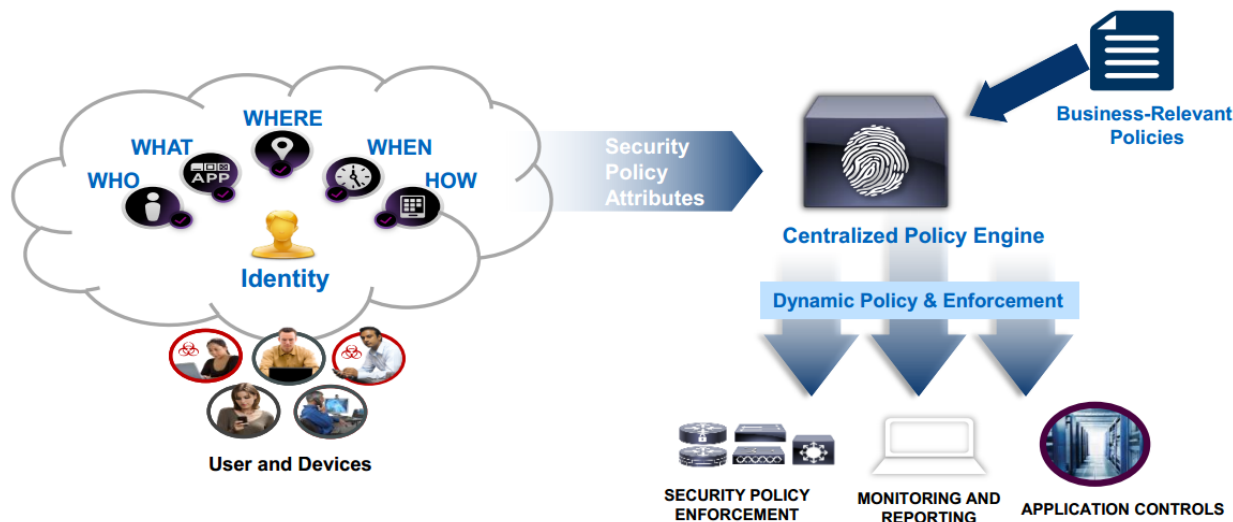 WHERE
WHAT
WHEN
WHO
APP
HOW
Identity
User and Devices
Security
Policy
Attributes
Business-Relevant
Policies
Centralized Policy Engine
Dynamic Policy & Enforcement
SECURITY POLICY
ENFORCEMENT
MONITORING AND
REPORTING
APPLICATION CONTROLS